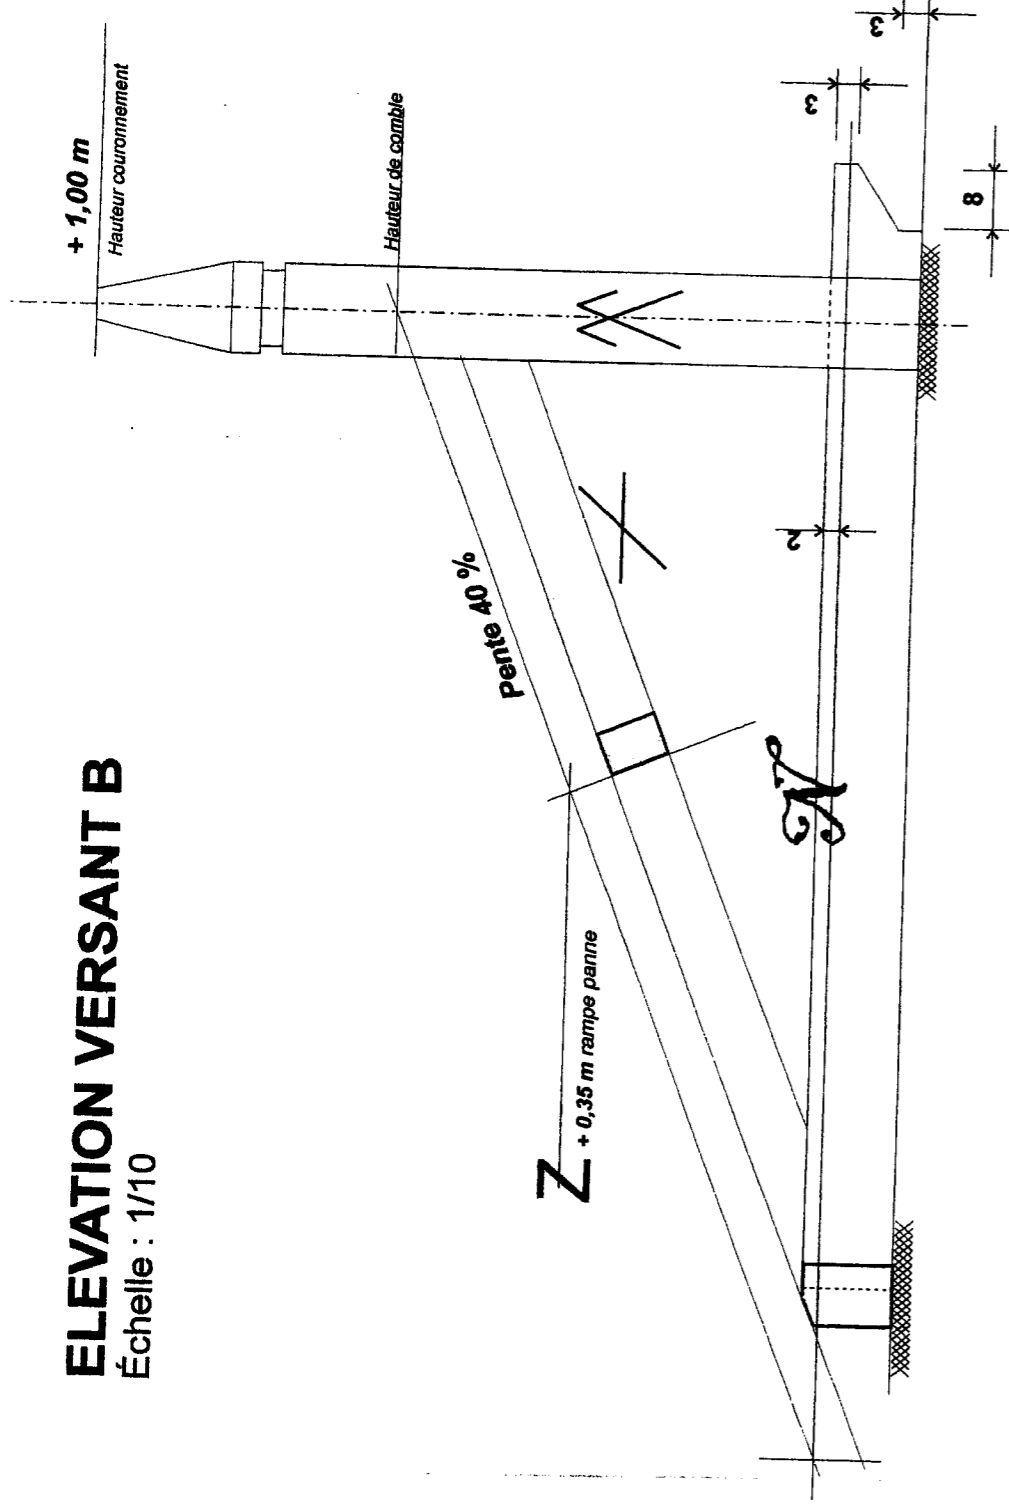 ELEVATION VERSANT B
Échelle : 1/10
+ 1,00 m
Hauteur couronnement
Hauteur de comble
Pente 40 %
Z
+ 0,35 m rampe panne
2
3
3
8